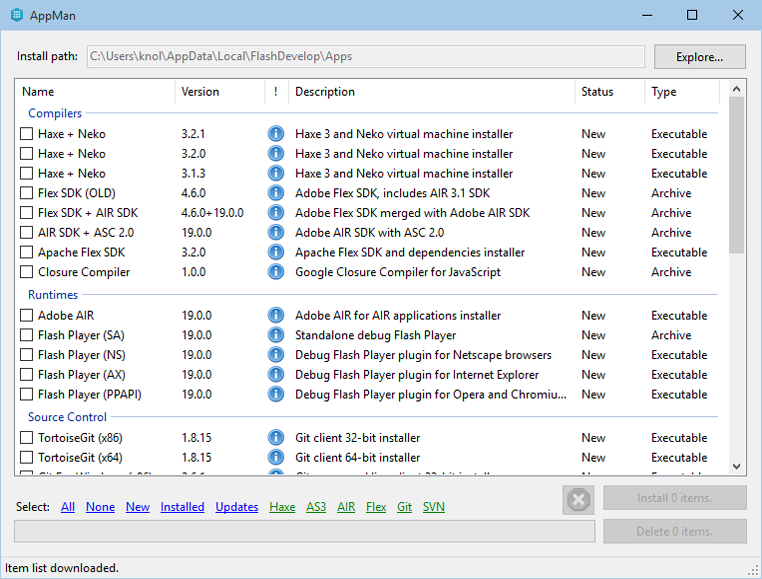 AppMan
Install path: C:\Users\knol\AppData\Local\FlashDevelop\Apps Explore...
Name Version ! Description Status Type
Compilers
Haxe + Neko 3.2.1 Haxe 3 and Neko virtual machine installer New Executable
Haxe + Neko 3.2.0 Haxe 3 and Neko virtual machine installer New Executable
Haxe + Neko 3.1.3 Haxe 3 and Neko virtual machine installer New Executable
Flex SDK (OLD) 4.6.0 Adobe Flex SDK, includes AIR 3.1 SDK New Archive
Flex SDK + AIR SDK 4.6.0+19.0.0 Adobe Flex SDK merged with Adobe AIR SDK New Archive
AIR SDK + ASC 2.0 19.0.0 Adobe AIR SDK with ASC 2.0 New Archive
Apache Flex SDK 3.2.0 Apache Flex SDK and dependencies installer New Executable
Closure Compiler 1.0.0 Google Closure Compiler for JavaScript New Archive
Runtimes
Adobe AIR 19.0.0 Adobe AIR for AIR applications installer New Executable
Flash Player (SA) 19.0.0 Standalone debug Flash Player New Archive
Flash Player (NS) 19.0.0 Debug Flash Player plugin for Netscape browsers New Executable
Flash Player (AX) 19.0.0 Debug Flash Player plugin for Internet Explorer New Executable
Flash Player (PPAPI) 19.0.0 Debug Flash Player plugin for Opera and Chromiu... New Executable
Source Control
TortoiseGit (x86) 1.8.15 Git client 32-bit installer New Executable
TortoiseGit (x64) 1.8.15 Git client 64-bit installer New Executable
Select: All None New Installed Updates Haxe AS3 AIR Flex Git SVN Install 0 items.
Delete 0 items.
Item list downloaded.